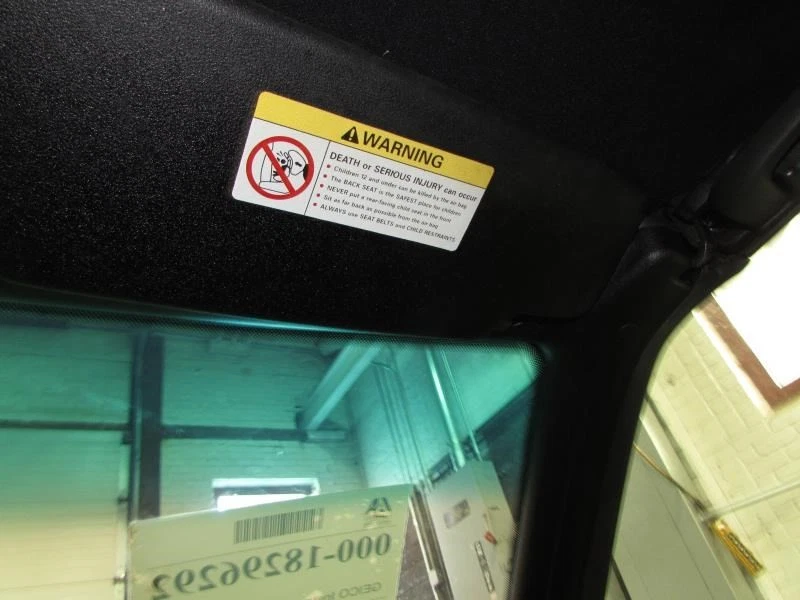 WARNING
DEATH or SERIOUS INJURY can occur
• Children 12 and under can be killed by the air bag
• The BACK SEAT is the SAFEST place for children
• NEVER put a rear-facing child seat in the front
• Sit as far back as possible from the air bag
• ALWAYS use SEAT BELTS and CHILD RESTRAINTS
IA
000-18296292
GEICO